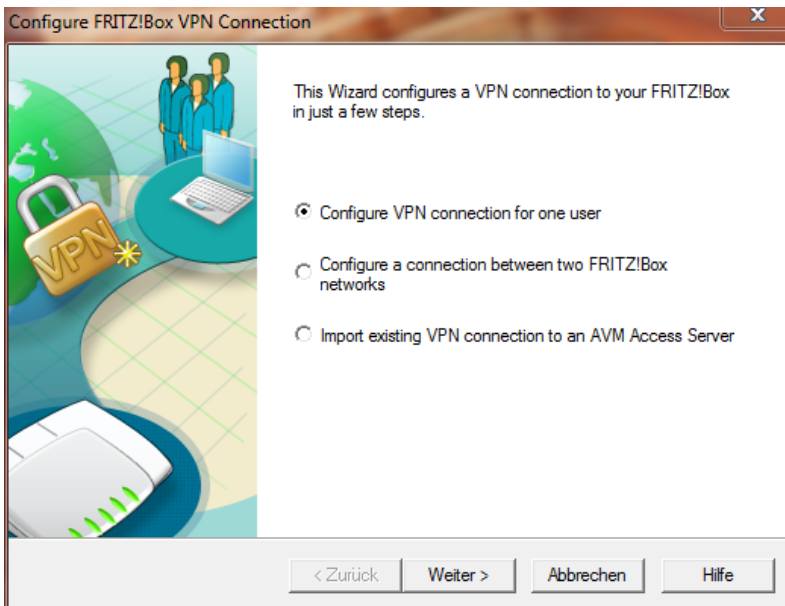 Configure FRITZ!Box VPN Connection
This Wizard configures a VPN connection to your FRITZ!Box
in just a few steps.
VPN
Configure VPN connection for one user
Configure a connection between two FRITZ!Box
networks
Import existing VPN connection to an AVM Access Server
< Zurück
Weiter >
Abbrechen
Hilfe